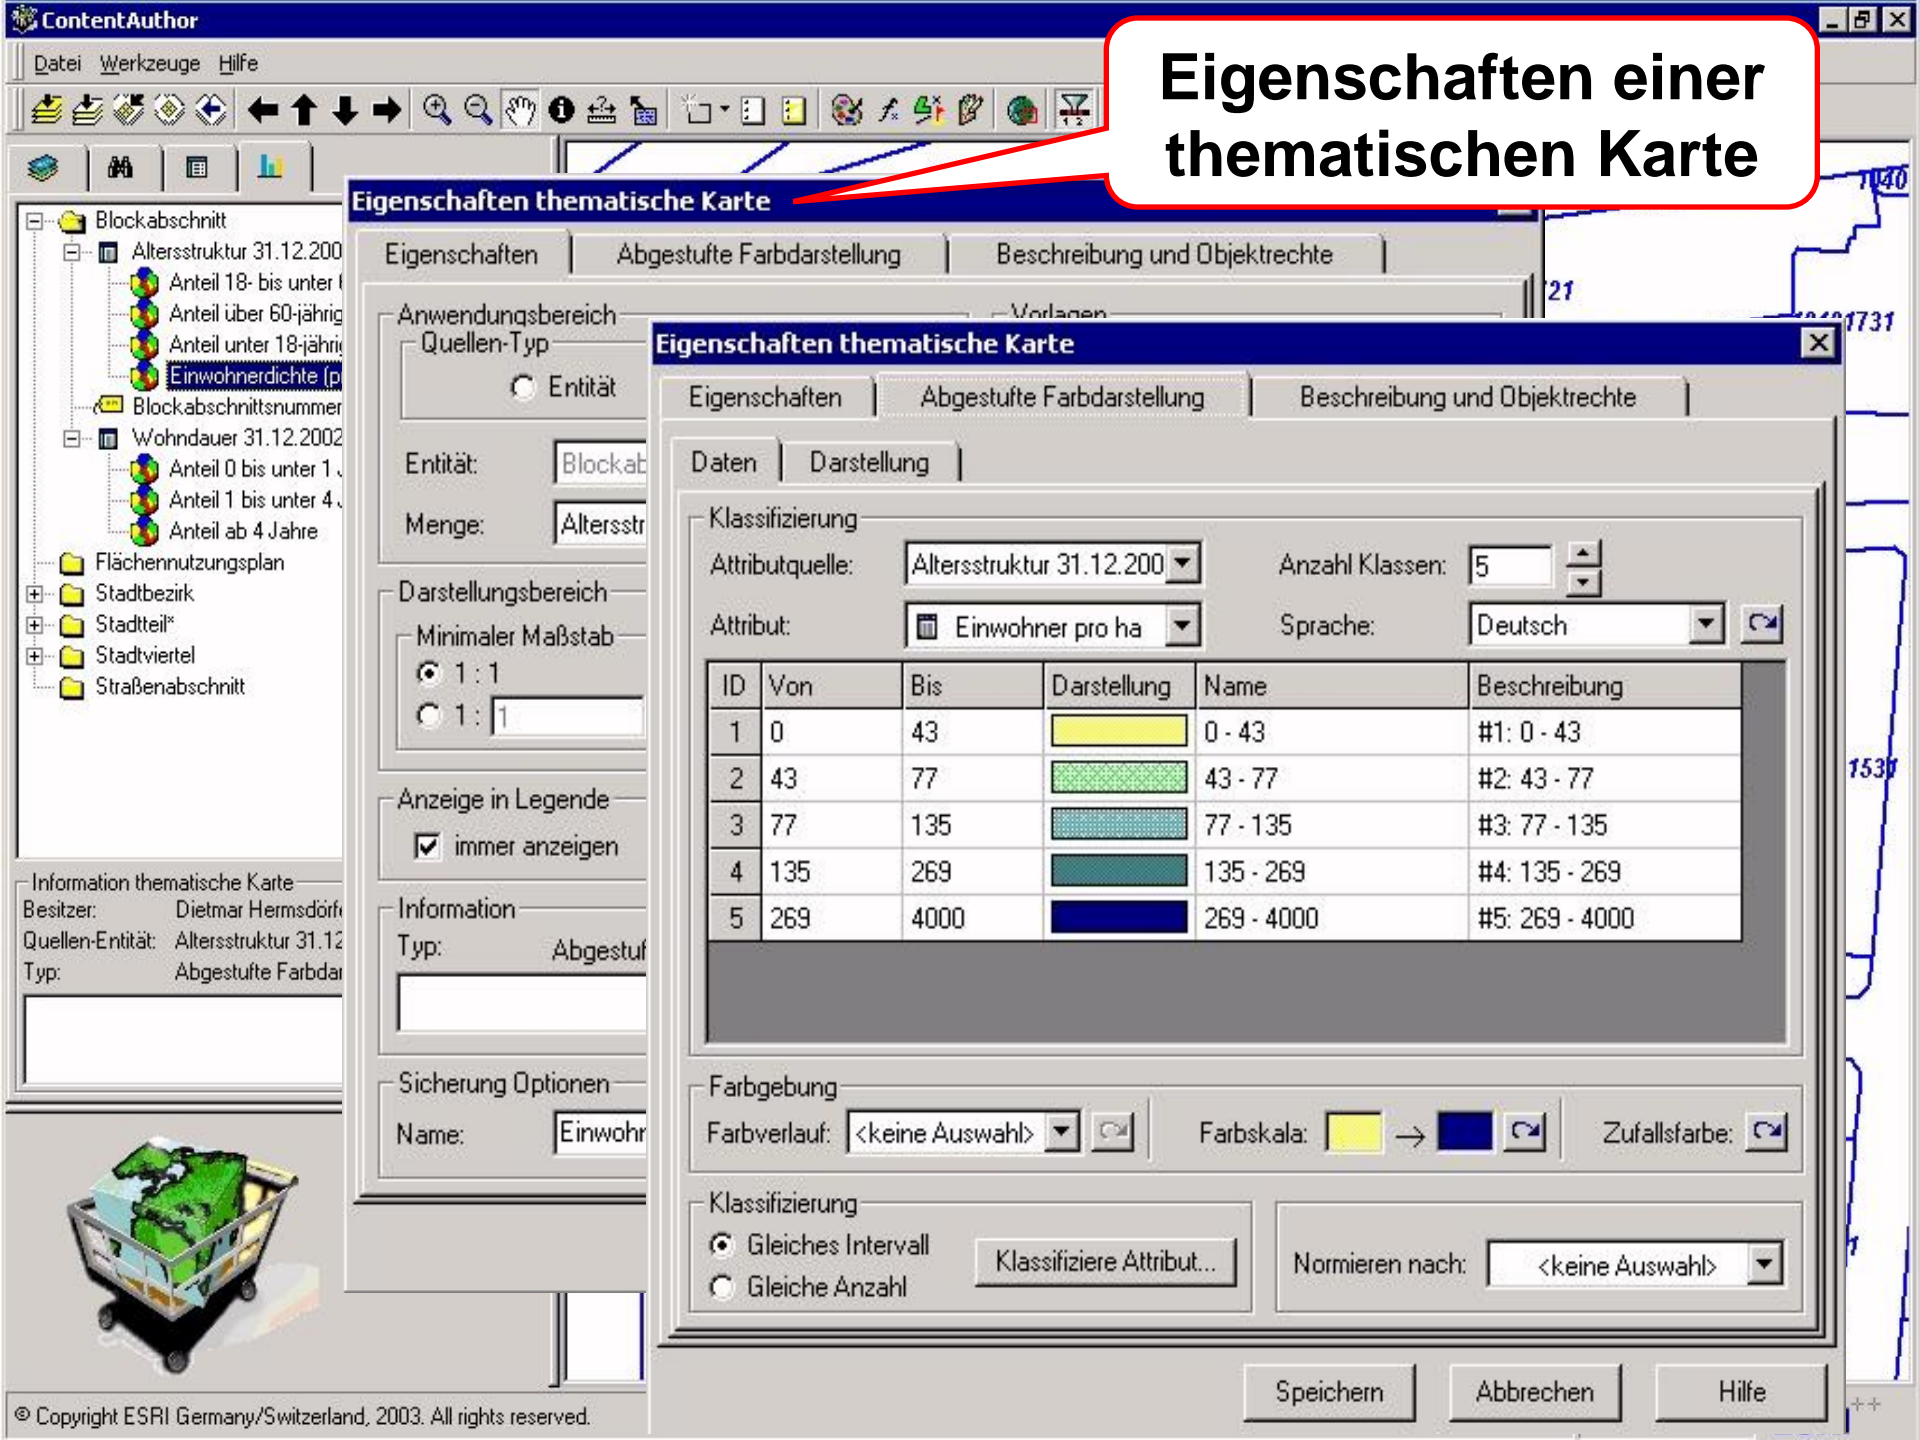 ContentAuthor
Datei Werkzeuge Hilfe
Eigenschaften einer
thematischen Karte
Blockabschnitt
Altersstruktur 31.12.200
Anteil 18- bis unter
Anteil über 60-jährig
Anteil unter 18-jähri
Einwohnerdichte (p
Blockabschnittsnummer
Wohndauer 31.12.2002
Anteil 0 bis unter 1 J
Anteil 1 bis unter 4 J
Anteil ab 4 Jahre
Flächennutzungsplan
Stadtbezirk
Stadtteil*
Stadtviertel
Straßenabschnitt
Information thematische Karte
Besitzer: Dietmar Hermsdörfe
Quellen-Entität: Altersstruktur 31.12
Typ: Abgestufte Farbdar
© Copyright ESRI Germany/Switzerland, 2003. All rights reserved.
Eigenschaften thematische Karte
Eigenschaften Abgestufte Farbdarstellung Beschreibung und Objektrechte
Anwendungsbereich Vorlagen
Quellen-Typ
Entität
Entität: Blockab
Menge: Altersstr
Darstellungsbereich
Minimaler Maßstab
1 : 1
1 : 1
Anzeige in Legende
immer anzeigen
Information
Typ: Abgestuf
Sicherung Optionen
Name: Einwohr
Eigenschaften thematische Karte
Eigenschaften Abgestufte Farbdarstellung Beschreibung und Objektrechte
Daten Darstellung
Klassifizierung
Attributquelle: Altersstruktur 31.12.200 Anzahl Klassen: 5
Attribut: Einwohner pro ha Sprache: Deutsch
ID Von Bis Darstellung Name Beschreibung
1 0 43 0 - 43 #1: 0 - 43
2 43 77 43 - 77 #2: 43 - 77
3 77 135 77 - 135 #3: 77 - 135
4 135 269 135 - 269 #4: 135 - 269
5 269 4000 269 - 4000 #5: 269 - 4000
Farbgebung
Farbverlauf: <keine Auswahl> Farbskala: → Zufallsfarbe:
Klassifizierung
Gleiches Intervall
Gleiche Anzahl
Klassifiziere Attribut...
Normieren nach: <keine Auswahl>
Speichern Abbrechen Hilfe
21
1731